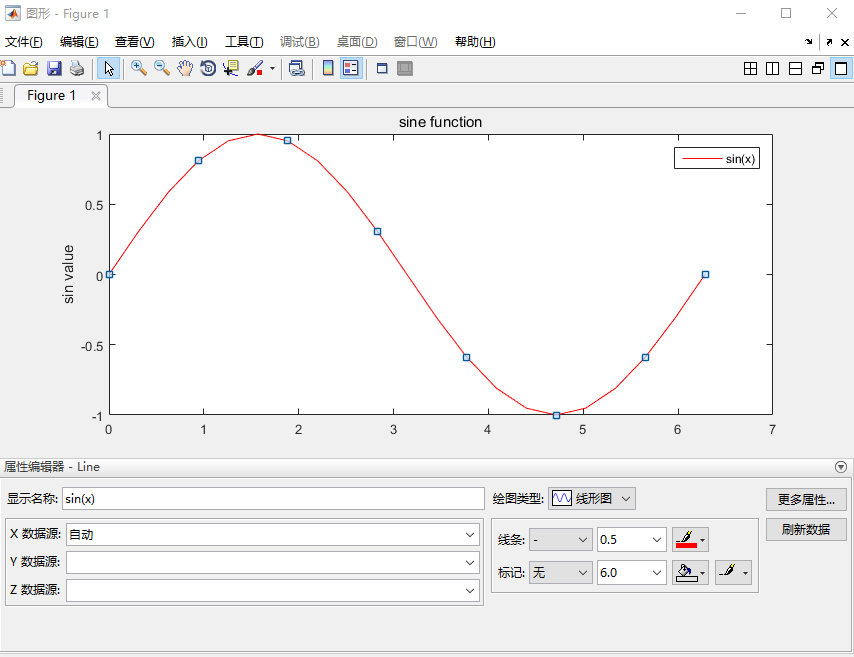 图形 - Figure 1
文件(F) 编辑(E) 查看(V) 插入(I) 工具(T) 调试(B) 桌面(D) 窗口(W) 帮助(H)
Figure 1
sine function
sin(x)
1
0.5
0
-0.5
-1
sin value
0 1 2 3 4 5 6 7
属性编辑器 - Line
显示名称: sin(x) 绘图类型: 线形图 更多属性...
X 数据源: 自动 线条: - 0.5 刷新数据
Y 数据源:
标记: 无 6.0
Z 数据源: